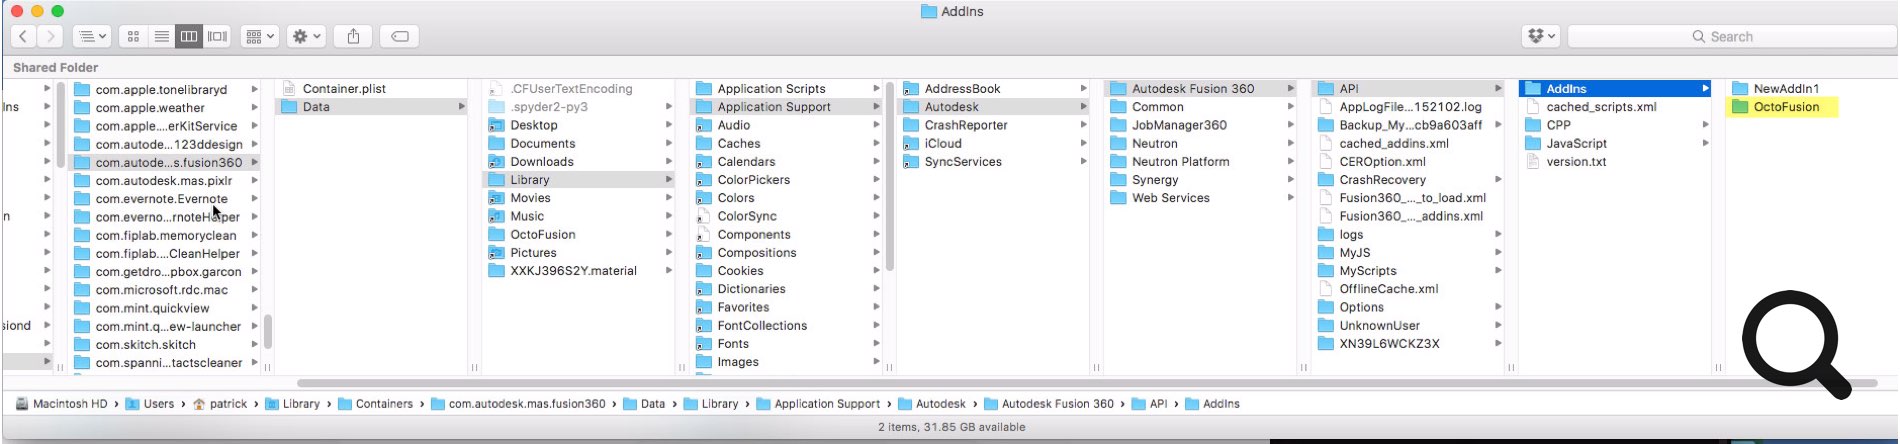 AddIns
Search
Shared Folder
Ins
n
siond
com.apple.tonelibraryd
com.apple.weather
com.apple....erKitService
com.autode...123ddesign
com.autode...s.fusion360
com.autodesk.mas.pixlr
com.evernote.Evernote
com.everno...rnoteHelper
com.fiplab.memoryclean
com.fiplab....CleanHelper
com.getdro...pbox.garcon
com.microsoft.rdc.mac
com.mint.quickview
com.mint.q...ew-launcher
com.skitch.skitch
com.spanni...tactscleaner
Container.plist
Data
.CFUserTextEncoding
.spyder2-py3
Desktop
Documents
Downloads
Library
Movies
Music
OctoFusion
Pictures
XXKJ396S2Y.material
Application Scripts
Application Support
Audio
Caches
Calendars
ColorPickers
Colors
ColorSync
Components
Compositions
Cookies
Dictionaries
Favorites
FontCollections
Fonts
Images
AddressBook
Autodesk
CrashReporter
iCloud
SyncServices
Autodesk Fusion 360
Common
JobManager360
Neutron
Neutron Platform
Synergy
Web Services
API
AppLogFile...152102.log
Backup_My...cb9a603aff
cached_addins.xml
CEROption.xml
CrashRecovery
Fusion360_..._to_load.xml
Fusion360_..._addins.xml
logs
MyJS
MyScripts
OfflineCache.xml
Options
UnknownUser
XN39L6WCKZ3X
AddIns
cached_scripts.xml
CPP
JavaScript
version.txt
NewAddIn1
OctoFusion
Macintosh HD › Users › patrick › Library › Containers › com.autodesk.mas.fusion360 › Data › Library › Application Support › Autodesk › Autodesk Fusion 360 › API › AddIns
2 items, 31.85 GB available